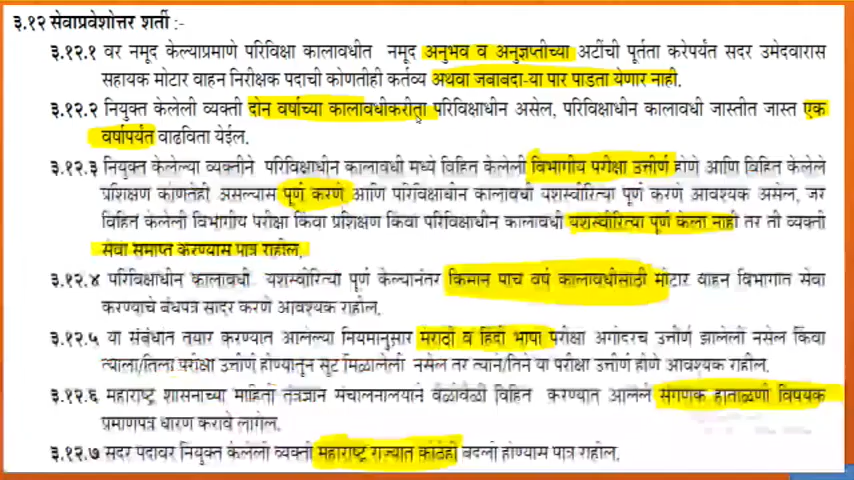 ३.१२ सेवाप्रवेशोत्तर शर्ती :-
३.१२.१ वर नमूद केल्याप्रमाणे परिविक्षा कालावधीत नमूद अनुभव व अनुज्ञप्तीच्या अटींची पूर्तता करेपर्यंत सदर उमेदवारास
सहायक मोटार वाहन निरीक्षक पदाची कोणतीही कर्तव्य अथवा जबाबदा-या पार पाडता येणार नाही.
३.१२.२ नियुक्त केलेली व्यक्ती दोन वर्षाच्या कालावधीकरीता परिविक्षाधीन असेल, परिविक्षाधीन कालावधी जास्तीत जास्त एक
वर्षापर्यंत वाढविता येईल.
३.१२.३ नियुक्त केलेल्या व्यक्तीने परिविक्षाधीन कालावधी मध्ये विहित केलेली विभागीय परीक्षा उत्तीर्ण होणे आणि विहित केलेले
प्रशिक्षण कोणतेही असल्यास पूर्ण करणे आणि परिविक्षाधीन कालावधी यशस्वीरित्या पूर्ण करणे आवश्यक असेल, जर
विहित केलेली विभागीय परीक्षा किंवा प्रशिक्षण किंवा परिविक्षाधीन कालावधी यशस्वीरित्या पूर्ण केला नाही तर ती व्यक्ती
सेवा समाप्त करण्यास पात्र राहील.
३.१२.४ परिविक्षाधीन कालावधी यशस्वीरित्या पूर्ण केल्यानंतर किमान पाच वर्ष कालावधीसाठी मोटार वाहन विभागात सेवा
करण्याचे बंधपत्र सादर करणे आवश्यक राहील.
३.१२.५ या संबंधात तयार करण्यात आलेल्या नियमानुसार मराठी व हिंदी भाषा परीक्षा अगोदरच उत्तीर्ण झालेली नसेल किंवा
त्याला/तिला परीक्षा उत्तीर्ण होण्यातून सूट मिळालेली नसेल तर त्याने/तिने या परीक्षा उत्तीर्ण होणे आवश्यक राहील.
३.१२.६ महाराष्ट्र शासनाच्या माहिती तंत्रज्ञान संचालनालयाने वेळोवेळी विहित करण्यात आलेले संगणक हाताळणी विषयक
प्रमाणपत्र धारण करावे लागेल.
३.१२.७ सदर पदावर नियुक्त केलेली व्यक्ती महाराष्ट्र राज्यात कोठेही बदली होण्यास पात्र राहील.